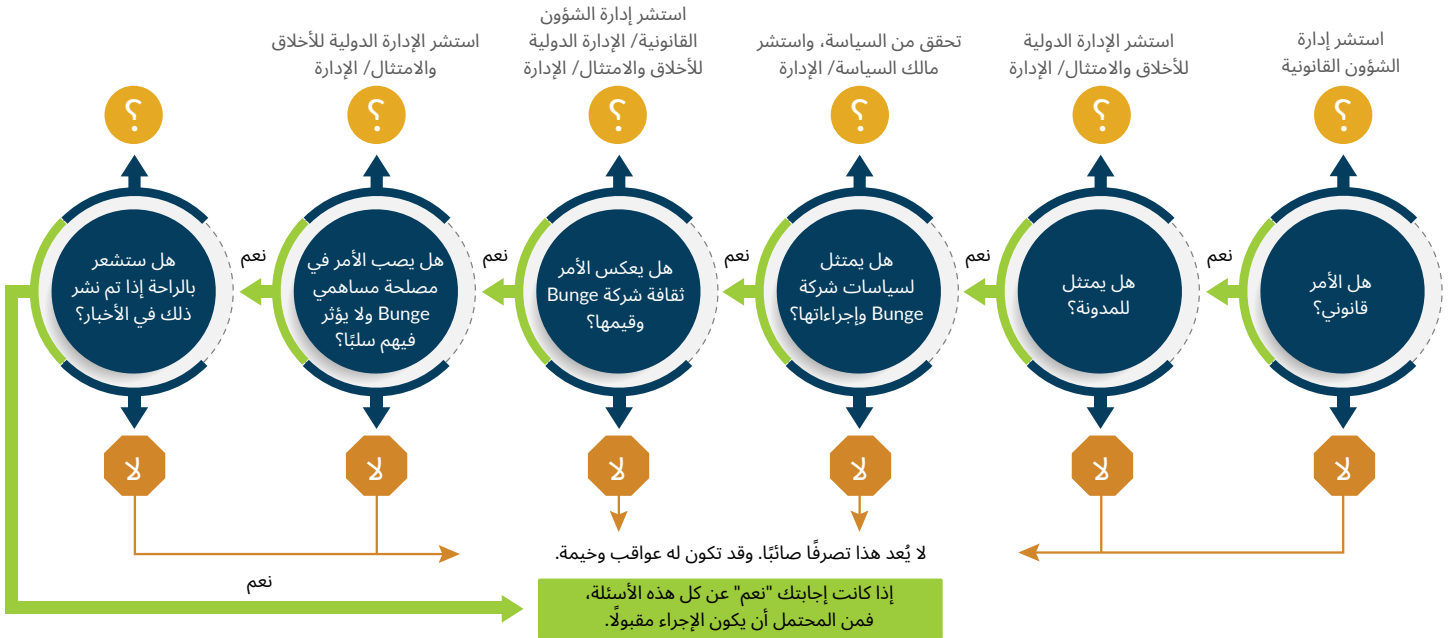 استشر إدارة
الشؤون القانونية
؟
هل الأمر
قانوني؟
لا
نعم
استشر الإدارة الدولية
للأخلاق والامتثال/ الإدارة
؟
هل يمتثل
للمدونة؟
لا
نعم
تحقق من السياسة، واستشر
مالك السياسة/ الإدارة
؟
هل يمتثل
لسياسات شركة
Bunge وإجراءاتها؟
لا
نعم
استشر إدارة الشؤون
القانونية/ الإدارة الدولية
للأخلاق والامتثال/ الإدارة
؟
هل يعكس الأمر
ثقافة شركة Bunge
وقيمها؟
لا
نعم
استشر الإدارة الدولية للأخلاق
والامتثال/ الإدارة
؟
هل يصب الأمر في
مصلحة مساهمي
Bunge ولا يؤثر
فيهم سلبًا؟
لا
نعم
؟
هل ستشعر
بالراحة إذا تم نشر
ذلك في الأخبار؟
لا
لا يُعد هذا تصرفًا صائبًا. وقد تكون له عواقب وخيمة.
نعم
إذا كانت إجابتك "نعم" عن كل هذه الأسئلة،
فمن المحتمل أن يكون الإجراء مقبولًا.